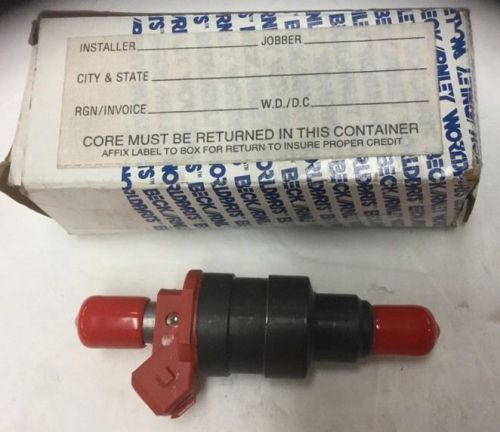 INSTALLER JOBBER
CITY & STATE
RGN/INVOICE W.D./D.C.
CORE MUST BE RETURNED IN THIS CONTAINER
AFFIX LABEL TO BOX FOR RETURN TO INSURE PROPER CREDIT
BECK/ARNLEY WORLDPARTS